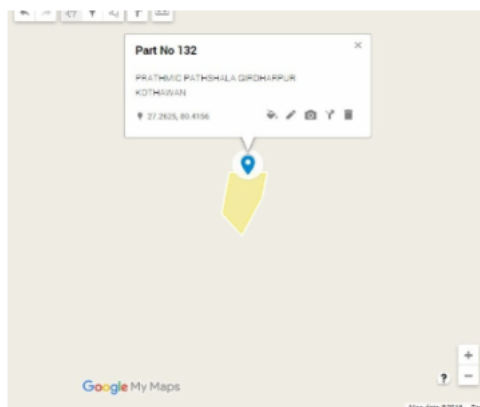 Part No 132
PRATHMIC PATHSHALA GIRDHARPUR
KOTHAWAN
27.2625, 80.4156
Google My Maps